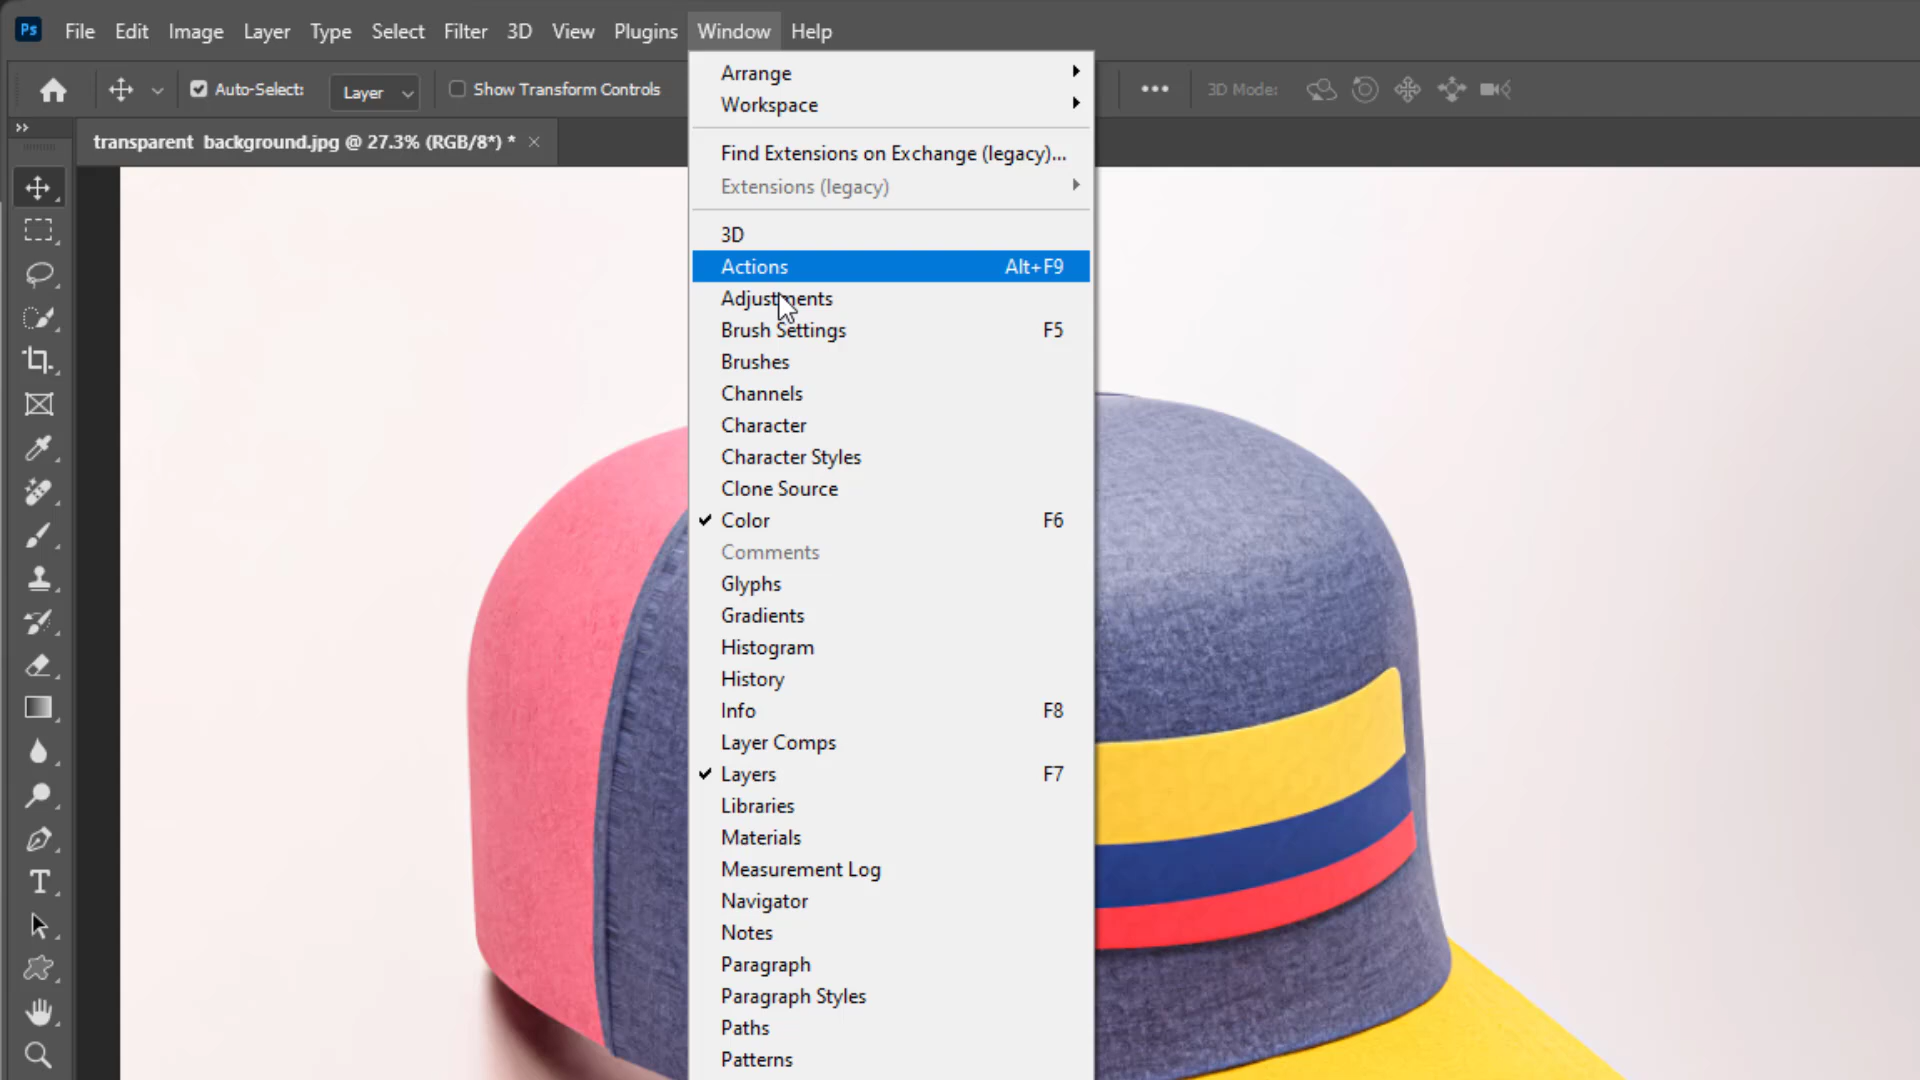 Ps File Edit Image Layer Type Select Filter 3D View Plugins Window Help
Auto-Select: Layer Show Transform Controls 3D Mode:
transparent background.jpg @ 27.3% (RGB/8*) *
Arrange
Workspace
Find Extensions on Exchange (legacy)...
Extensions (legacy)
3D
Actions Alt+F9
Adjustments
Brush Settings F5
Brushes
Channels
Character
Character Styles
Clone Source
Color F6
Comments
Glyphs
Gradients
Histogram
History
Info F8
Layer Comps
Layers F7
Libraries
Materials
Measurement Log
Navigator
Notes
Paragraph
Paragraph Styles
Paths
Patterns